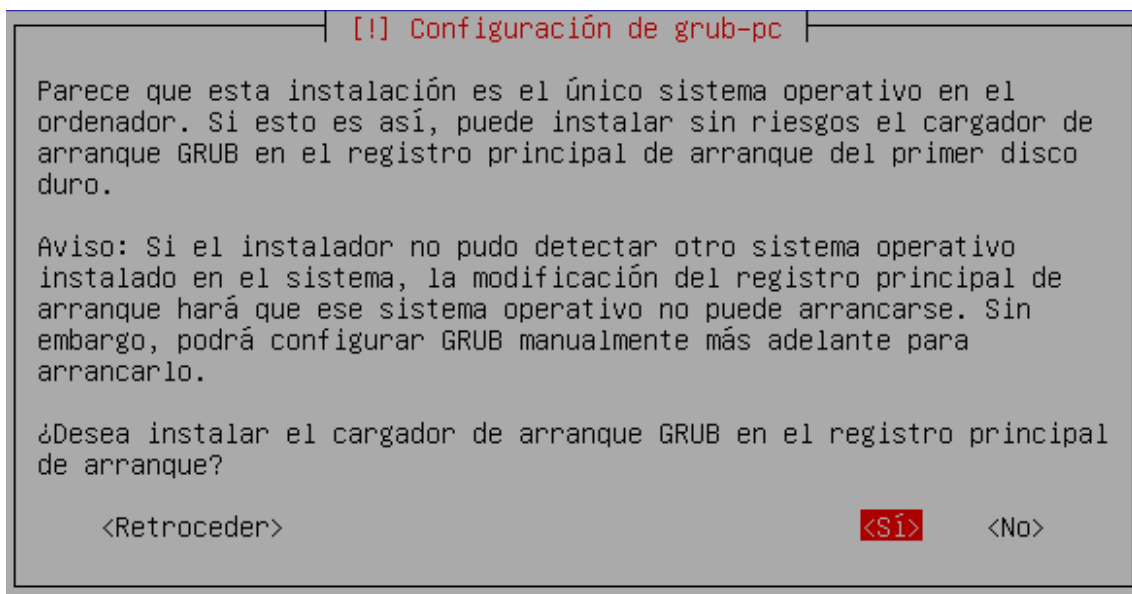 [!] Configuración de grub-pc
Parece que esta instalación es el único sistema operativo en el
ordenador. Si esto es así, puede instalar sin riesgos el cargador de
arranque GRUB en el registro principal de arranque del primer disco
duro.
Aviso: Si el instalador no pudo detectar otro sistema operativo
instalado en el sistema, la modificación del registro principal de
arranque hará que ese sistema operativo no puede arrancarse. Sin
embargo, podrá configurar GRUB manualmente más adelante para
arrancarlo.
¿Desea instalar el cargador de arranque GRUB en el registro principal
de arranque?
<Retroceder> <Sí> <No>